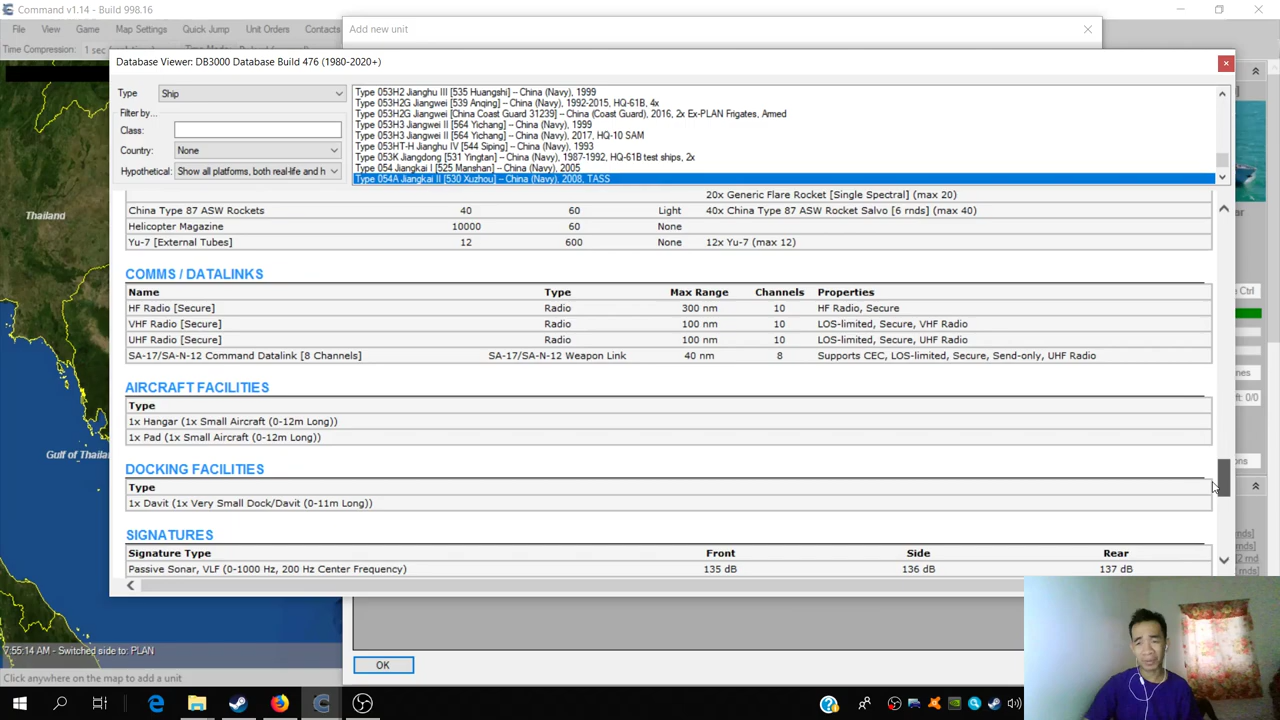 Command v1.14 - Build 998.16
File View Game Map Settings Quick Jump Unit Orders Contacts
Add new unit
Time Compression: 1 sec
Database Viewer: DB3000 Database Build 476 (1980-2020+)
Type Ship
Filter by...
Class:
Country: None
Hypothetical: Show all platforms, both real-life and h
Type 053H2 Jianghu III [535 Huangshi] -- China (Navy), 1999
Type 053H2G Jiangwei [539 Anqing] -- China (Navy), 1992-2015, HQ-61B, 4x
Type 053H2G Jiangwei [China Coast Guard 31239] -- China (Coast Guard), 2016, 2x Ex-PLAN Frigates, Armed
Type 053H3 Jiangwei II [564 Yichang] -- China (Navy), 1999
Type 053H3 Jiangwei II [564 Yichang] -- China (Navy), 2017, HQ-10 SAM
Type 053HT-H Jianghu IV [544 Siping] -- China (Navy), 1993
Type 053K Jiangdong [531 Yingtan] -- China (Navy), 1987-1992, HQ-61B test ships, 2x
Type 054 Jiangkai I [525 Manshan] -- China (Navy), 2005
Type 054A Jiangkai II [530 Xuzhou] -- China (Navy), 2008, TASS
20x Generic Flare Rocket [Single Spectral] (max 20)
China Type 87 ASW Rockets 40 60 Light 40x China Type 87 ASW Rocket Salvo [6 rnds] (max 40)
Helicopter Magazine 10000 60 None
Yu-7 [External Tubes] 12 600 None 12x Yu-7 (max 12)
COMMS / DATALINKS
Name Type Max Range Channels Properties
HF Radio [Secure] Radio 300 nm 10 HF Radio, Secure
VHF Radio [Secure] Radio 100 nm 10 LOS-limited, Secure, VHF Radio
UHF Radio [Secure] Radio 100 nm 10 LOS-limited, Secure, UHF Radio
SA-17/SA-N-12 Command Datalink [8 Channels] SA-17/SA-N-12 Weapon Link 40 nm 8 Supports CEC, LOS-limited, Secure, Send-only, UHF Radio
AIRCRAFT FACILITIES
Type
1x Hangar (1x Small Aircraft (0-12m Long))
1x Pad (1x Small Aircraft (0-12m Long))
DOCKING FACILITIES
Type
1x Davit (1x Very Small Dock/Davit (0-11m Long))
SIGNATURES
Signature Type Front Side Rear
Passive Sonar, VLF (0-1000 Hz, 200 Hz Center Frequency) 135 dB 136 dB 137 dB
Thailand
Gulf of Thaila
Ctrl
ft: 0/0
7:55:14 AM - Switched side to: PLAN
Click anywhere on the map to add a unit
OK